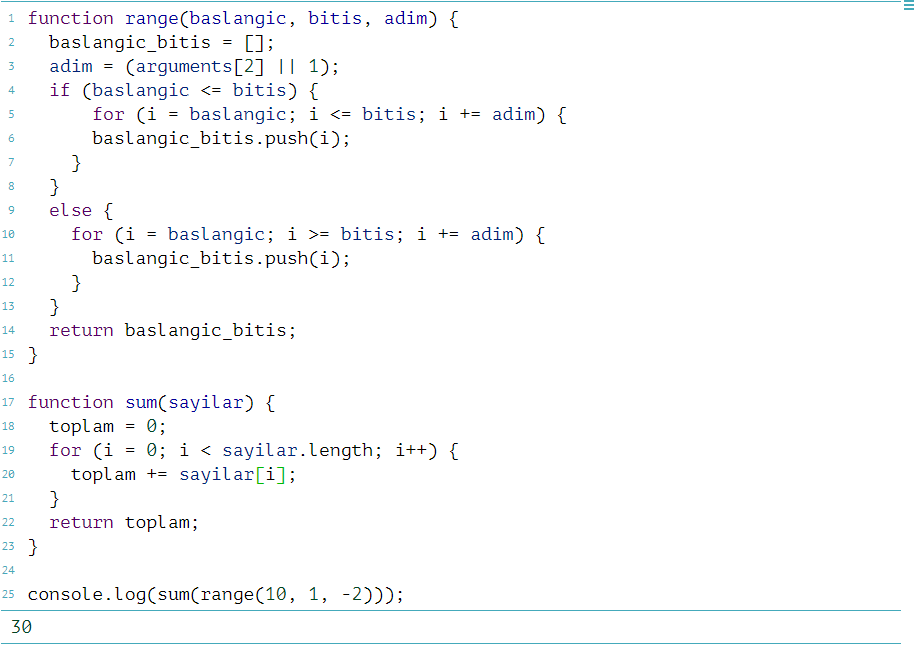 1 function range(baslangic, bitis, adim) {
2   baslangic_bitis = [];
3   adim = (arguments[2] || 1);
4   if (baslangic <= bitis) {
5       for (i = baslangic; i <= bitis; i += adim) {
6       baslangic_bitis.push(i);
7     }
8   }
9   else {
10     for (i = baslangic; i >= bitis; i += adim) {
11       baslangic_bitis.push(i);
12     }
13   }
14   return baslangic_bitis;
15 }
16
17 function sum(sayilar) {
18   toplam = 0;
19   for (i = 0; i < sayilar.length; i++) {
20     toplam += sayilar[i];
21   }
22   return toplam;
23 }
24
25 console.log(sum(range(10, 1, -2)));
30